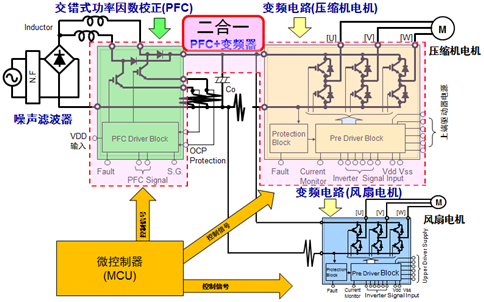 交错式功率因数校正(PFC)
二合一
PFC+变频器
变频电路(压缩机电机)
Inductor
[U]
[V]
[W]
M
压缩机电机
N.F
噪声滤波器
Co
VDD
输入
PFC Driver Block
OCP
Protection
Fault
S.G.
PFC Signal
Protection
Block
Pre Driver Block
上端驱动器电源
Fault
Current
Monitor
Vdd Vss
Inverter Signal Input
变频电路(风扇电机)
[U]
[V]
[W]
M
风扇电机
Protection
Block
Pre Driver Block
Upper Driver Supply
Fault
Current
Monitor
Vdd Vss
Inverter Signal Input
控制信号
控制信号
控制信号
微控制器
(MCU)